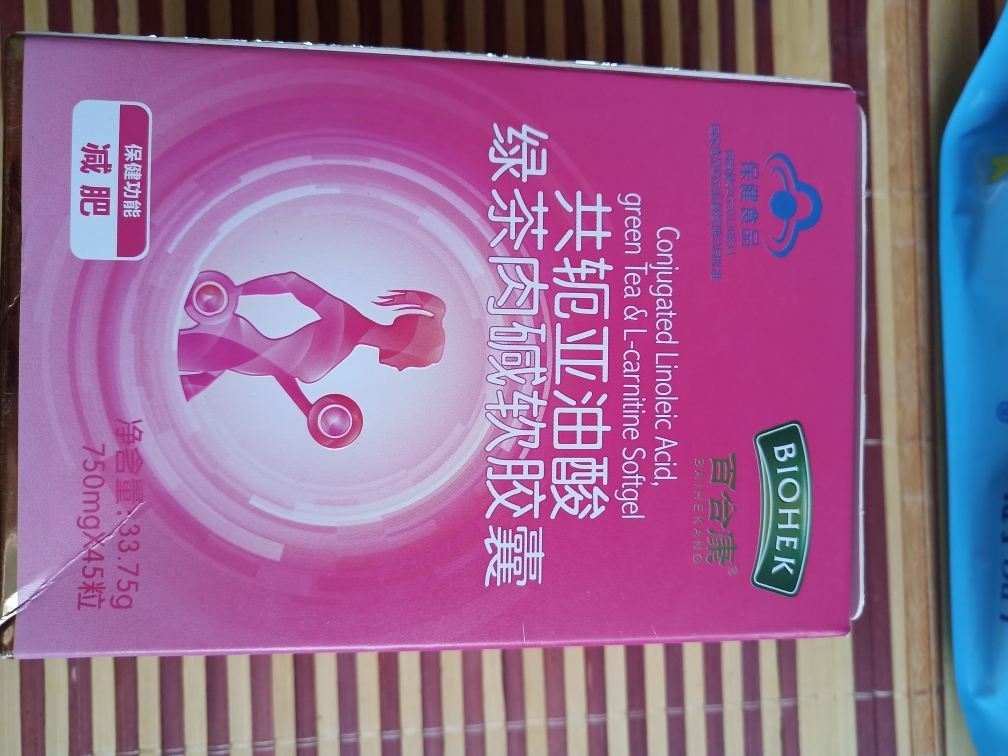 保健食品
BIOHEK
百合康®
BAIHEKANG
Conjugated Linoleic Acid,
green Tea & L-carnitine Softgel
共轭亚油酸
绿茶肉碱软胶囊
保健功能
减肥
净含量:33.75g
750mgX45粒